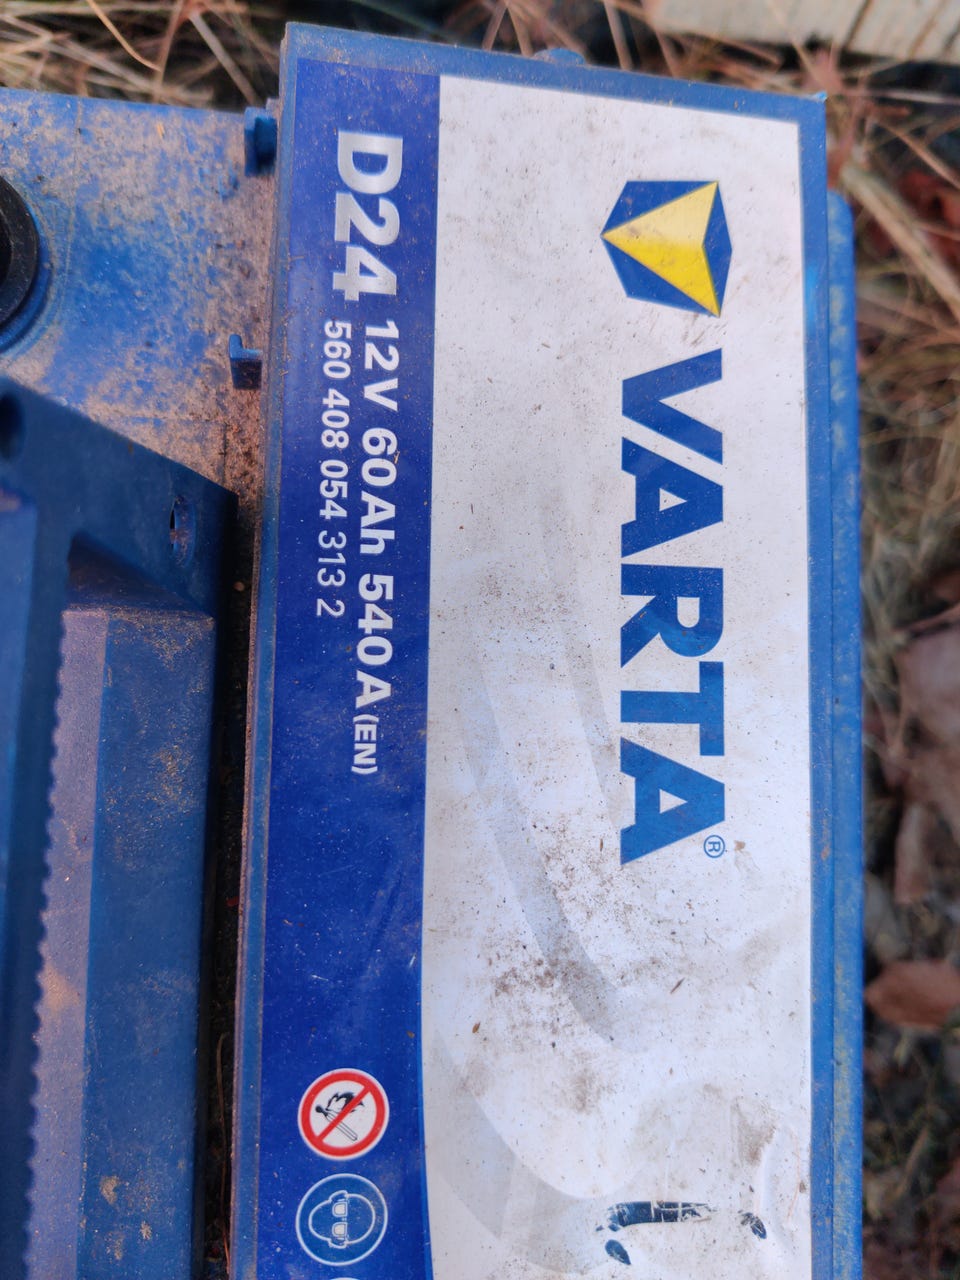 VARTA®
D24 12V 60Ah 540A (EN)
560 408 054 313 2